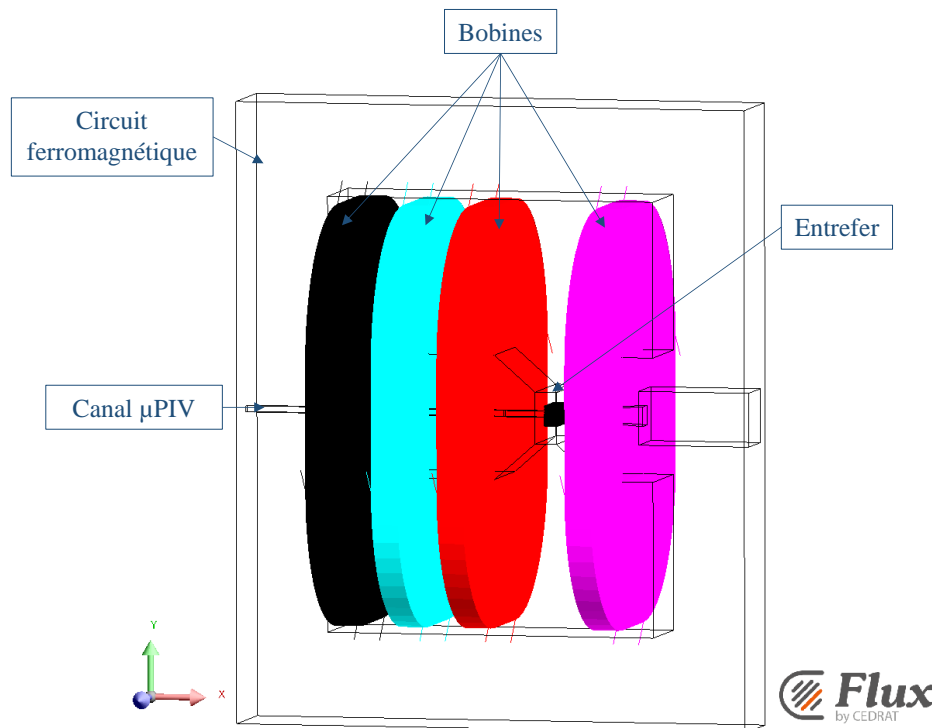 Bobines
Circuit
ferromagnétique
Entrefer
Canal µPIV
Y
X
Flux
by CEDRAT